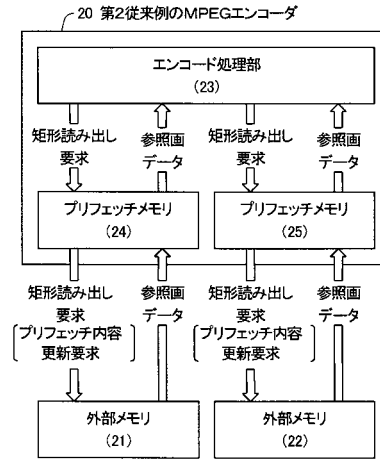 20 第2従来例のMPEGエンコーダ
エンコード処理部
(23)
矩形読み出し
要求
参照画
データ
矩形読み出し
要求
参照画
データ
プリフェッチメモリ
(24)
プリフェッチメモリ
(25)
矩形読み出し
要求
プリフェッチ内容
更新要求
参照画
データ
矩形読み出し
要求
プリフェッチ内容
更新要求
参照画
データ
外部メモリ
(21)
外部メモリ
(22)